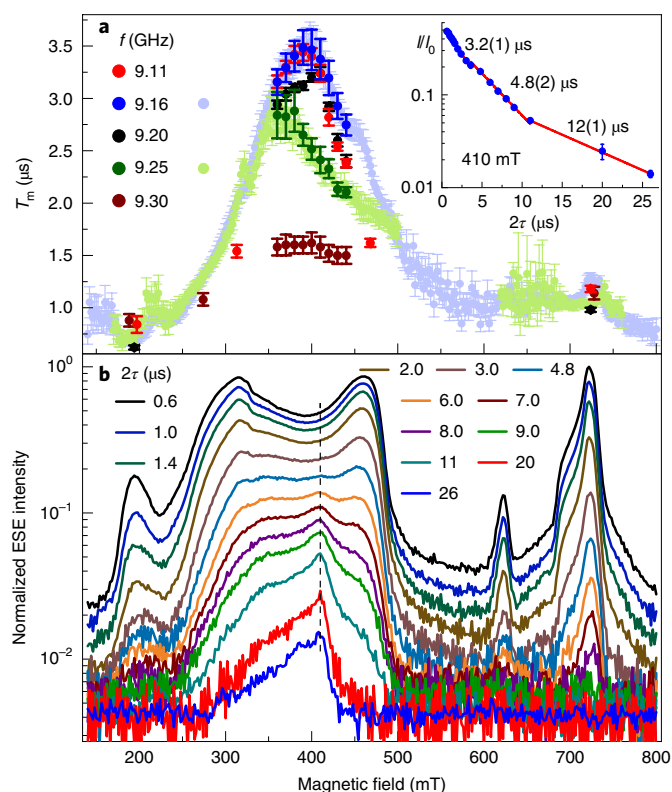 a
f (GHz)
9.11
9.16
9.20
9.25
9.30
3.5
3.0
2.5
2.0
1.5
1.0
Tm (μs)
I/I0
3.2(1) μs
4.8(2) μs
12(1) μs
410 mT
0.1
0.01
0 5 10 15 20 25
2τ (μs)
b
2τ (μs)
0.6
1.0
1.4
2.0 3.0 4.8
6.0 7.0
8.0 9.0
11 20
26
10⁰
10⁻¹
10⁻²
Normalized ESE intensity
200 300 400 500 600 700 800
Magnetic field (mT)